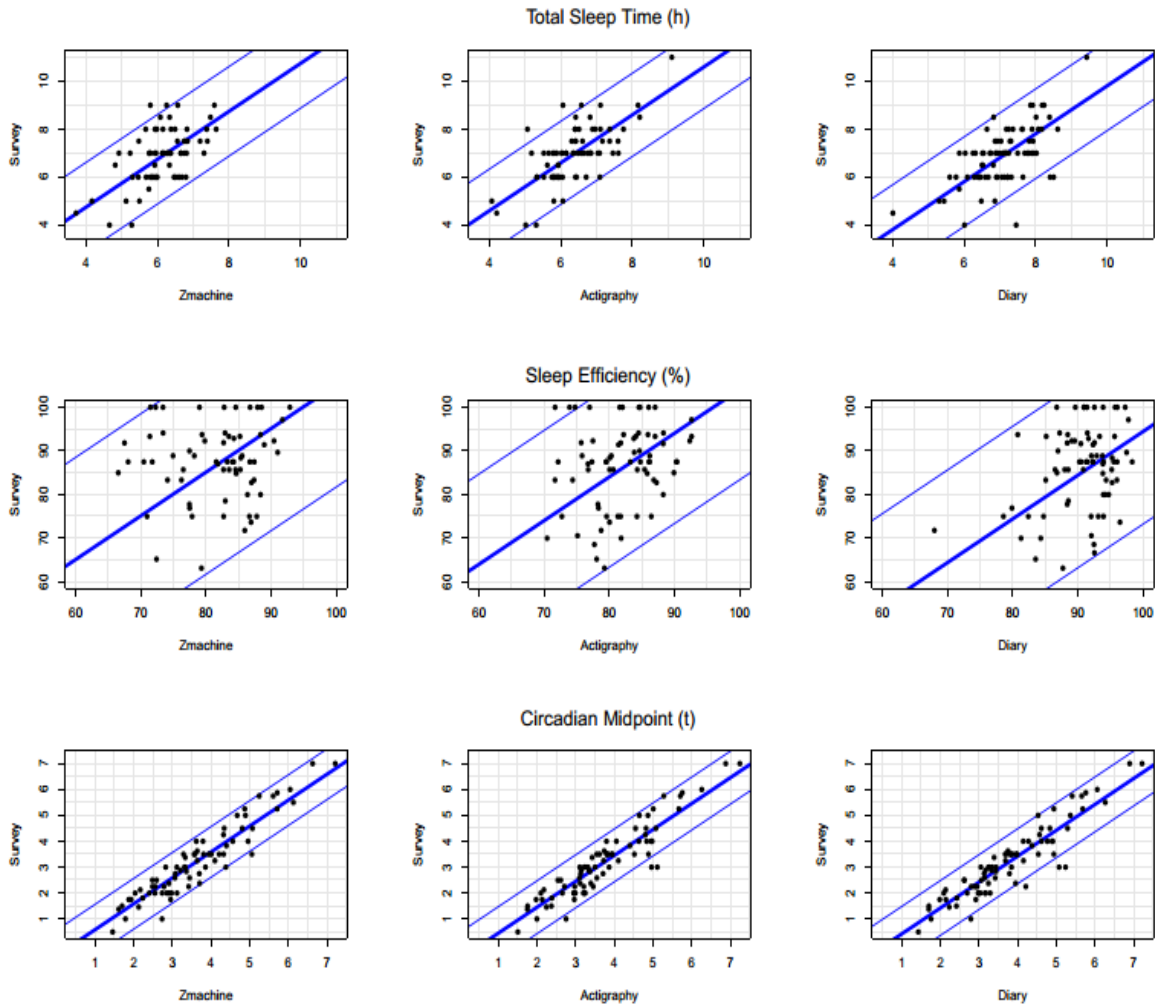 Total Sleep Time (h)
Survey
4 6 7 8 10
4 6 8 10
Zmachine
Survey
4 6 7 8 10
4 6 8 10
Actigraphy
Survey
4 6 7 8 10
4 6 8 10
Diary
Sleep Efficiency (%)
Survey
60 70 80 90 100
60 70 80 90 100
Zmachine
Survey
60 70 80 90 100
60 70 80 90 100
Actigraphy
Survey
60 70 80 90 100
60 70 80 90 100
Diary
Circadian Midpoint (t)
Survey
1 2 3 4 5 6 7
1 2 3 4 5 6 7
Zmachine
Survey
1 2 3 4 5 6 7
1 2 3 4 5 6 7
Actigraphy
Survey
1 2 3 4 5 6 7
1 2 3 4 5 6 7
Diary